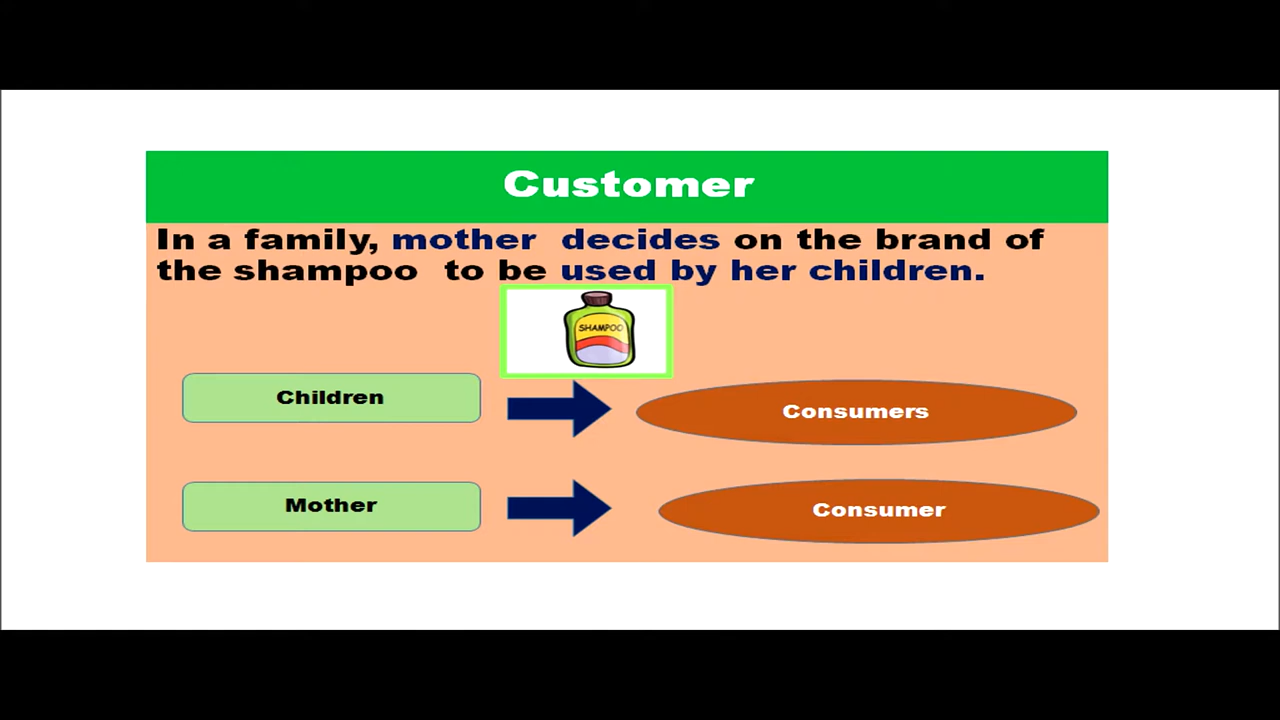 Customer
In a family, mother decides on the brand of
the shampoo to be used by her children.
SHAMPOO
Children
Consumers
Mother
Consumer